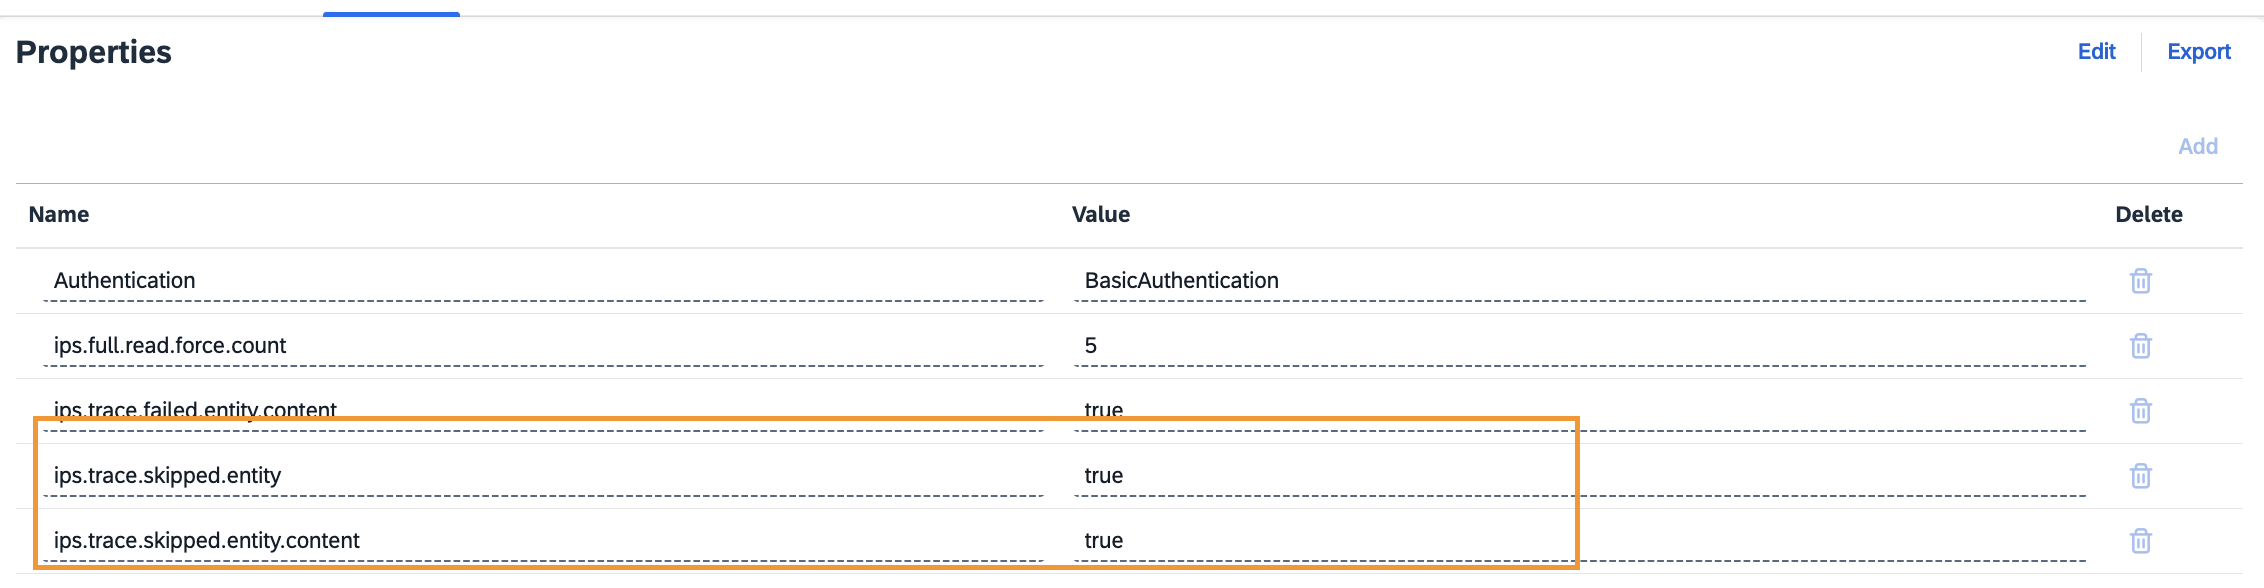 Properties
Edit Export
Add
Name Value Delete
Authentication BasicAuthentication
ips.full.read.force.count 5
ips.trace.failed.entity.content true
ips.trace.skipped.entity true
ips.trace.skipped.entity.content true